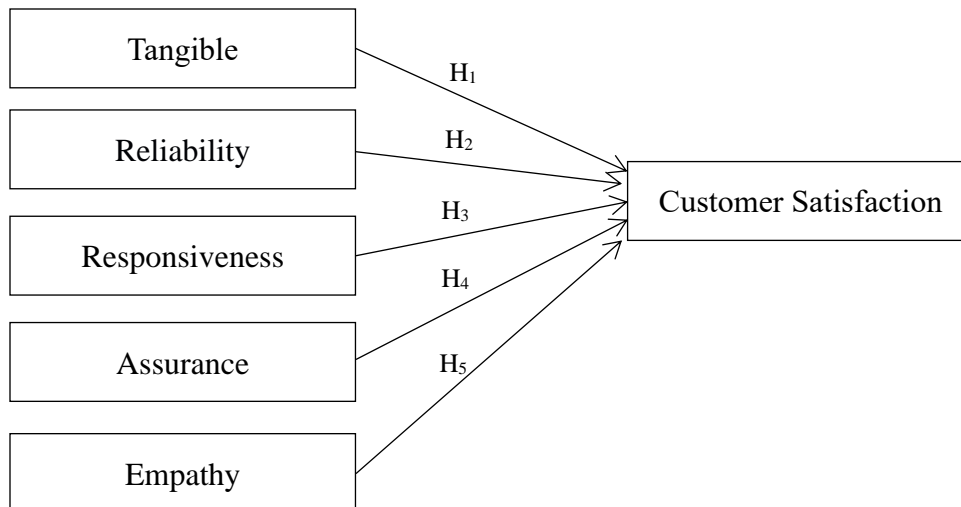 Tangible
H₁
Reliability
H₂
Customer Satisfaction
Responsiveness
H₃
Assurance
H₄
Empathy
H₅